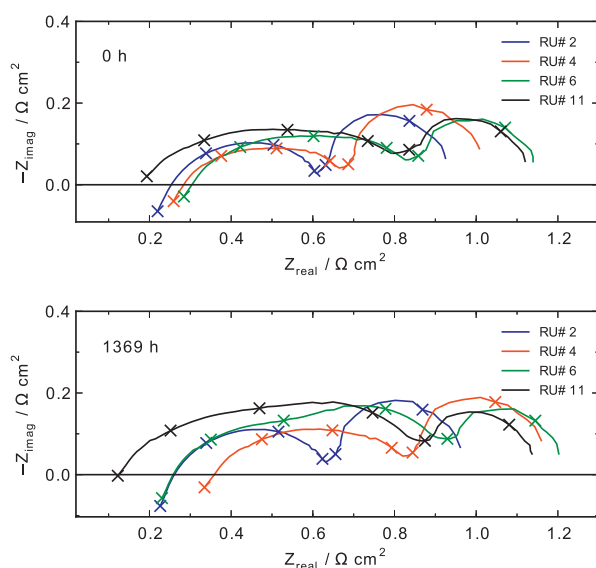 0.4
0 h
RU# 2
RU# 4
RU# 6
RU# 11
0.2
0.0
−Z_imag / Ω cm²
0.2 0.4 0.6 0.8 1.0 1.2
Z_real / Ω cm²
0.4
1369 h
RU# 2
RU# 4
RU# 6
RU# 11
0.2
0.0
−Z_imag / Ω cm²
0.2 0.4 0.6 0.8 1.0 1.2
Z_real / Ω cm²